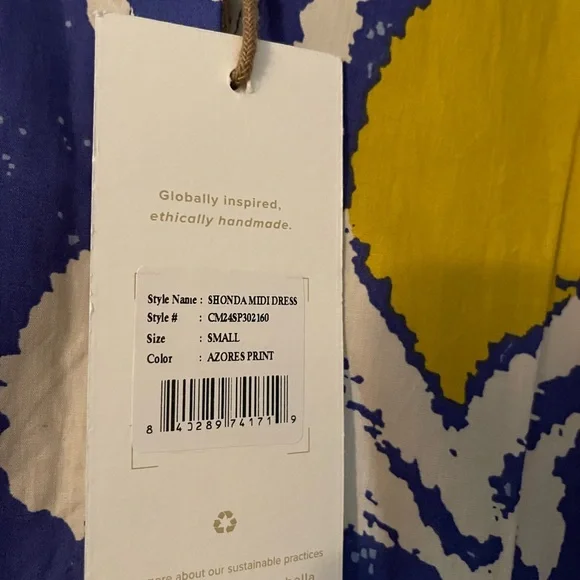 Globally inspired,
ethically handmade.
Style Name : SHONDA MIDI DRESS
Style # : CM24SP302160
Size : SMALL
Color : AZORES PRINT
8 40289 74171 9
more about our sustainable practices